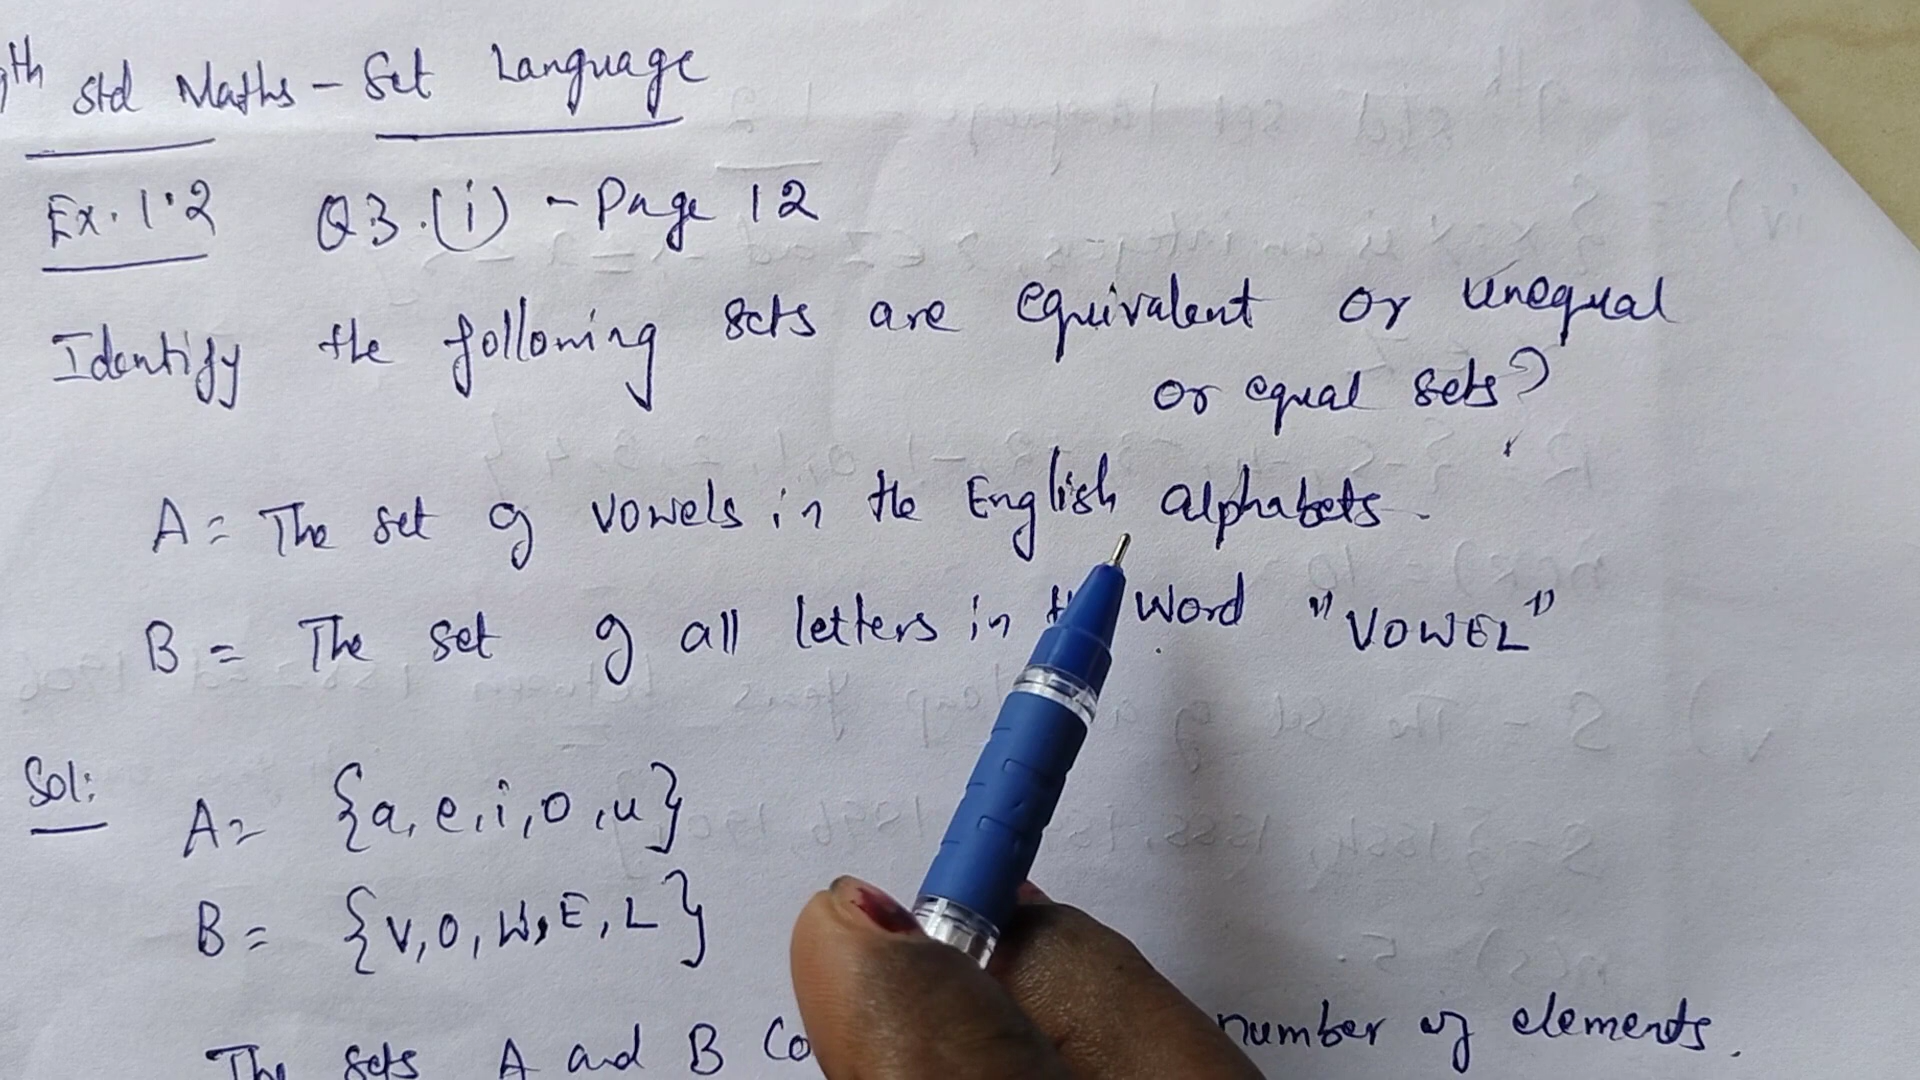 9th std Maths - Set Language
Ex. 1.2 Q3.(i) - Page 12
Identify the following sets are equivalent or unequal
or equal sets?
A = The set of vowels in the English alphabets.
B = The set of all letters in the word "VOWEL"
Sol:
A = {a, e, i, o, u}
B = {V, O, W, E, L}
The sets A and B number of elements.